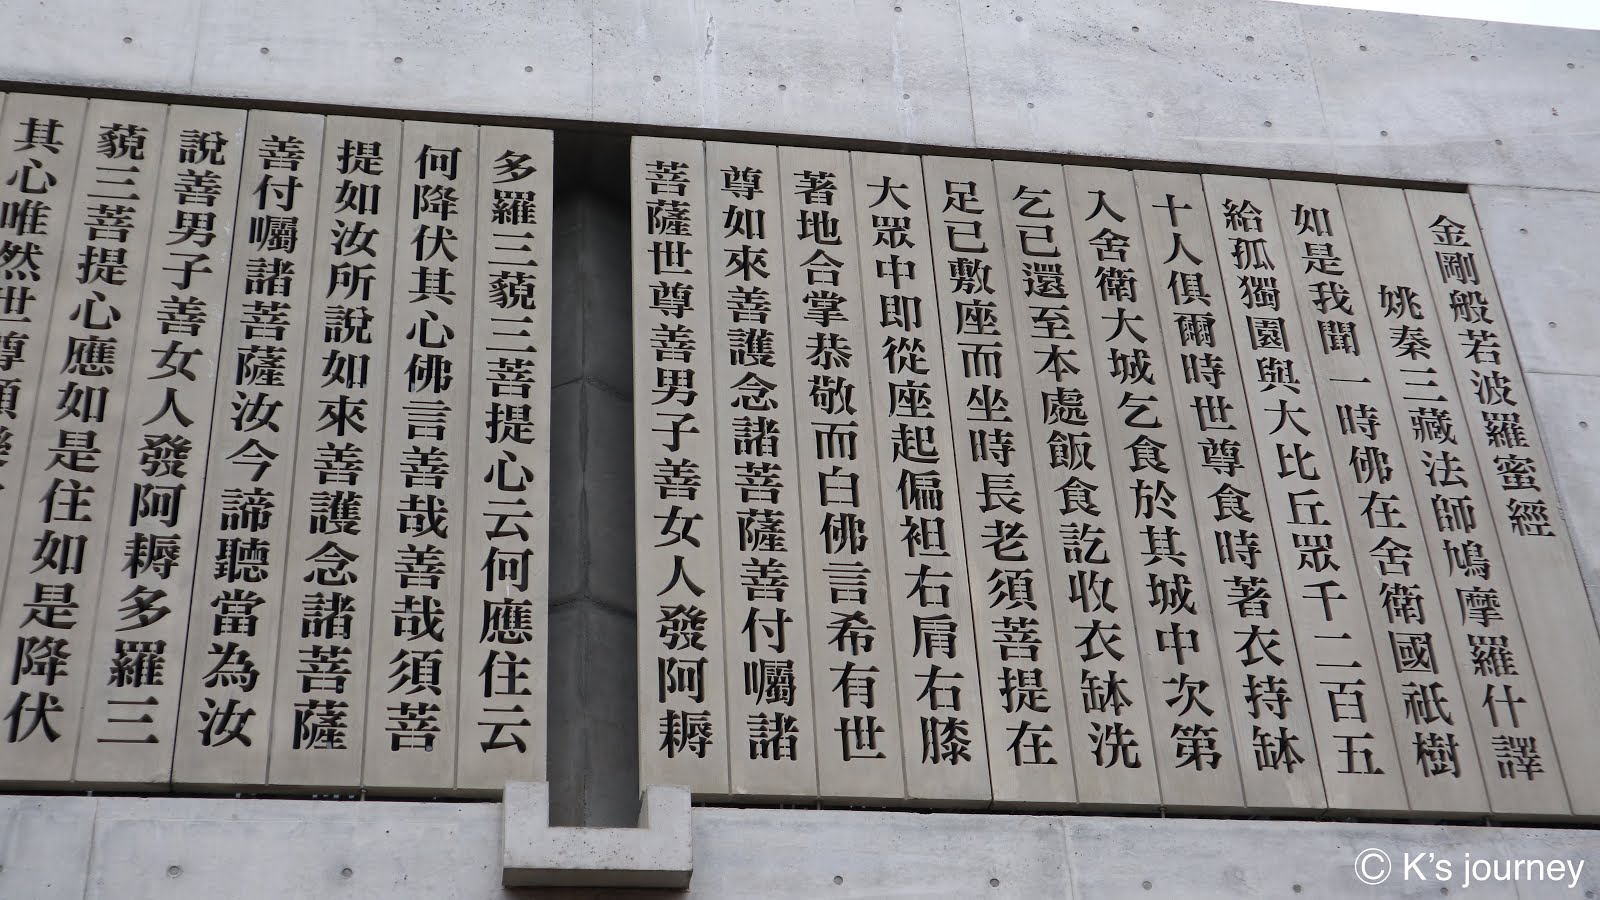 金剛般若波羅蜜經
姚秦三藏法師鳩摩羅什譯
如是我聞一時佛在舍衛國祇樹
給孤獨園與大比丘眾千二百五
十人俱爾時世尊食時著衣持缽
入舍衛大城乞食於其城中次第
乞已還至本處飯食訖收衣缽洗
足已敷座而坐時長老須菩提在
大眾中即從座起偏袒右肩右膝
著地合掌恭敬而白佛言希有世
尊如來善護念諸菩薩善付囑諸
菩薩世尊善男子善女人發阿耨
多羅三藐三菩提心云何應住云
何降伏其心佛言善哉善哉須菩
提如汝所說如來善護念諸菩薩
善付囑諸菩薩汝今諦聽當為汝
說善男子善女人發阿耨多羅三
藐三菩提心應如是住如是降伏
其心唯然世尊願
© K's journey